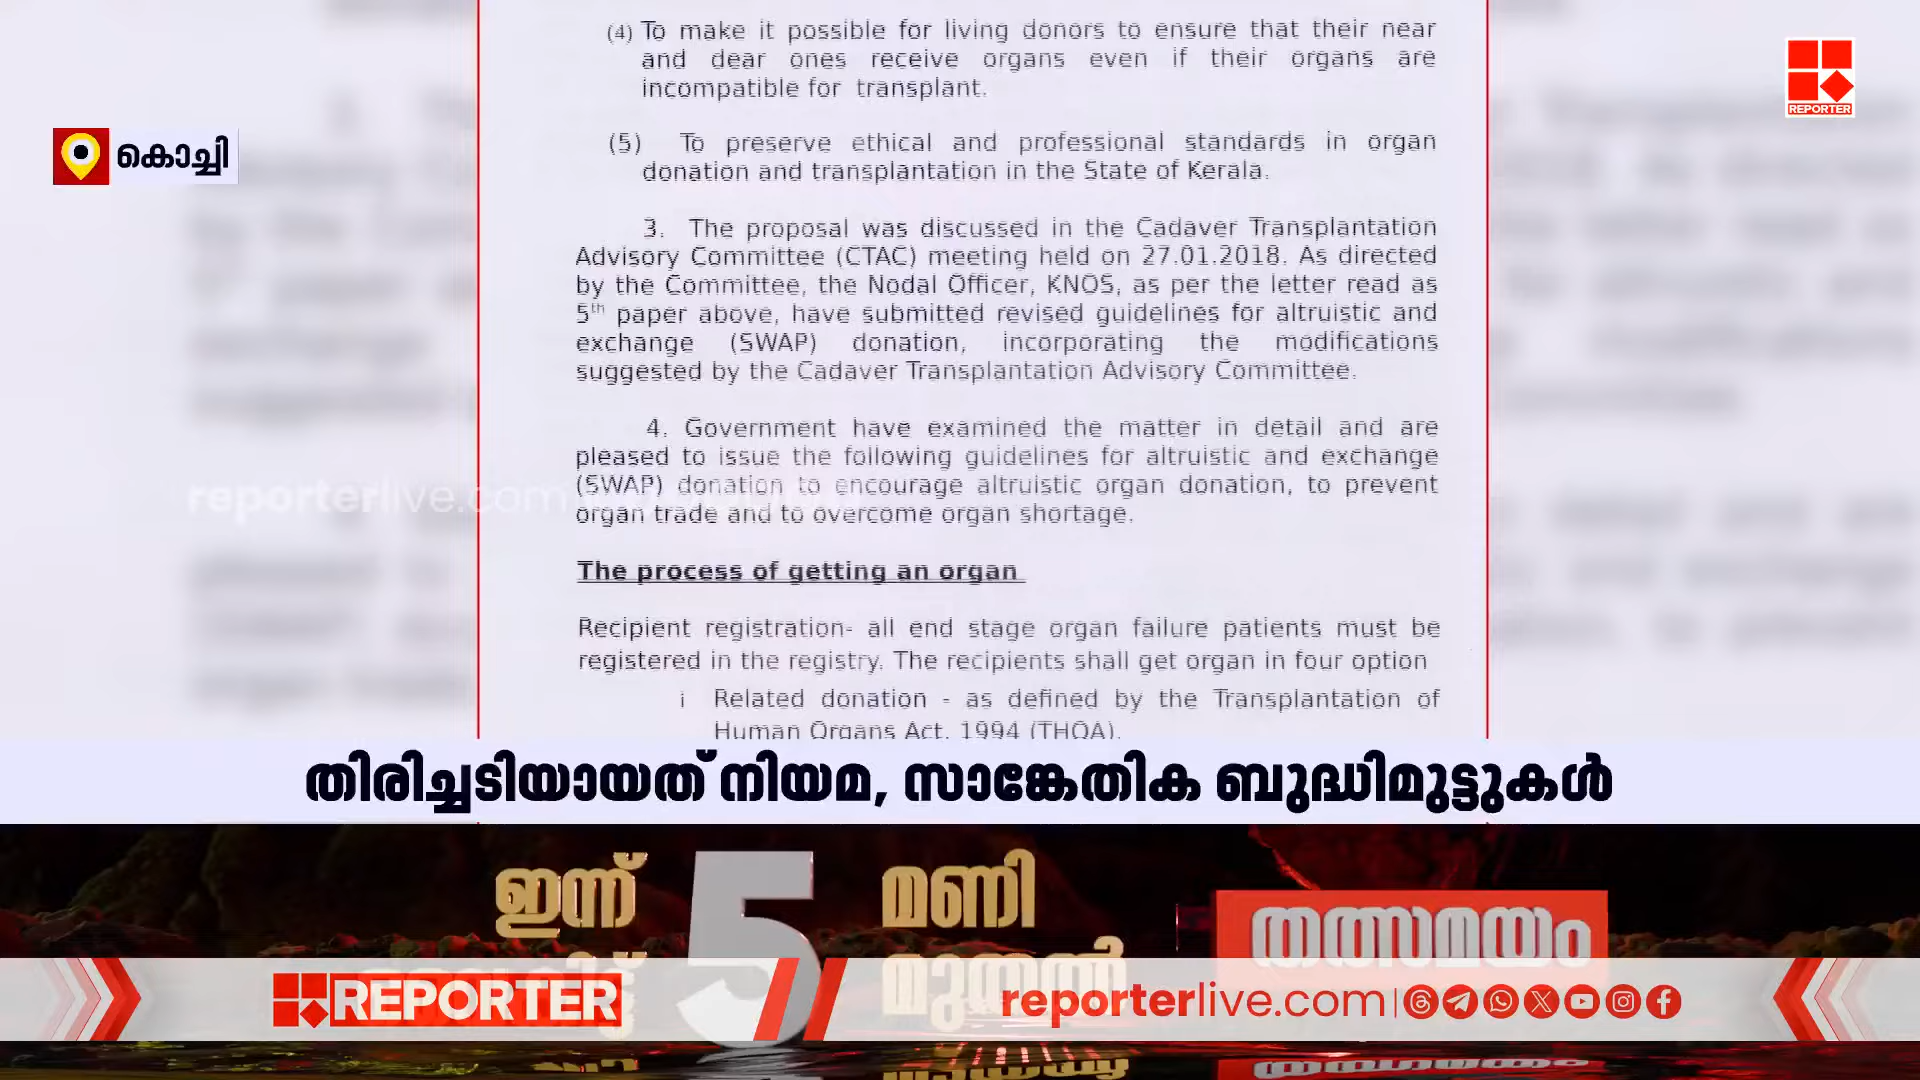 (4) To make it possible for living donors to ensure that their near
and dear ones receive organs even if their organs are
incompatible for transplant.
(5) To preserve ethical and professional standards in organ
donation and transplantation in the State of Kerala.
3. The proposal was discussed in the Cadaver Transplantation
Advisory Committee (CTAC) meeting held on 27.01.2018. As directed
by the Committee, the Nodal Officer, KNOS, as per the letter read as
5th paper above, have submitted revised guidelines for altruistic and
exchange (SWAP) donation, incorporating the modifications
suggested by the Cadaver Transplantation Advisory Committee.
4. Government have examined the matter in detail and are
pleased to issue the following guidelines for altruistic and exchange
(SWAP) donation to encourage altruistic organ donation, to prevent
organ trade and to overcome organ shortage.
The process of getting an organ
Recipient registration- all end stage organ failure patients must be
registered in the registry. The recipients shall get organ in four option
i Related donation - as defined by the Transplantation of
Human Organs Act, 1994 (THOA).
REPORTER
കൊച്ചി
reporterlive.com
തിരിച്ചടിയായത് നിയമ, സാങ്കേതിക ബുദ്ധിമുട്ടുകൾ
ഇന്ന് 5 മണി
മുതൽ
തത്സമയം
REPORTER
reporterlive.com